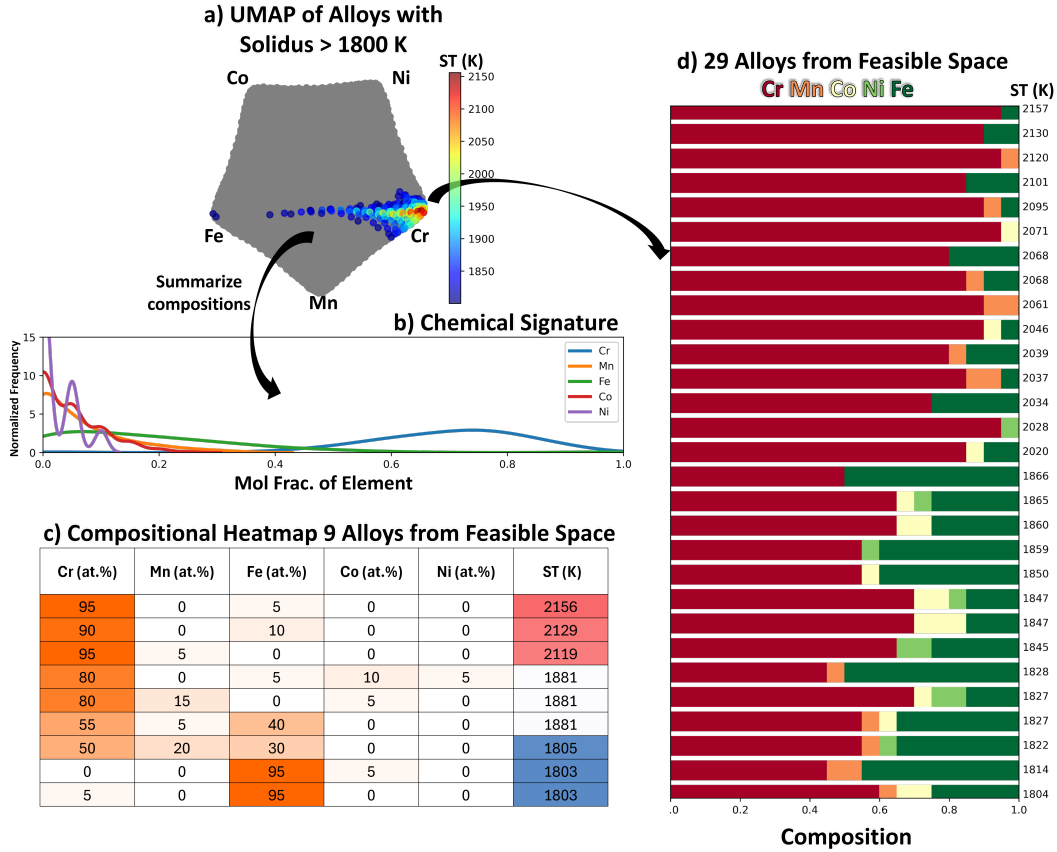 a) UMAP of Alloys with
Solidus > 1800 K
ST (K)
Co
Ni
Fe
Cr
Mn
2150
2100
2050
2000
1950
1900
1850
Summarize
compositions
b) Chemical Signature
Normalized Frequency
15
10
5
0
Cr
Mn
Fe
Co
Ni
0.0 0.2 0.4 0.6 0.8 1.0
Mol Frac. of Element
c) Compositional Heatmap 9 Alloys from Feasible Space
Cr (at.%) Mn (at.%) Fe (at.%) Co (at.%) Ni (at.%) ST (K)
95 0 5 0 0 2156
90 0 10 0 0 2129
95 5 0 0 0 2119
80 0 5 10 5 1881
80 15 0 5 0 1881
55 5 40 0 0 1881
50 20 30 0 0 1805
0 0 95 5 0 1803
5 0 95 0 0 1803
d) 29 Alloys from Feasible Space
Cr Mn Co Ni Fe
ST (K)
2157
2130
2120
2101
2095
2071
2068
2068
2061
2046
2039
2037
2034
2028
2020
1866
1865
1860
1859
1850
1847
1847
1845
1828
1827
1827
1822
1814
1804
.0 0.2 0.4 0.6 0.8 1.0
Composition